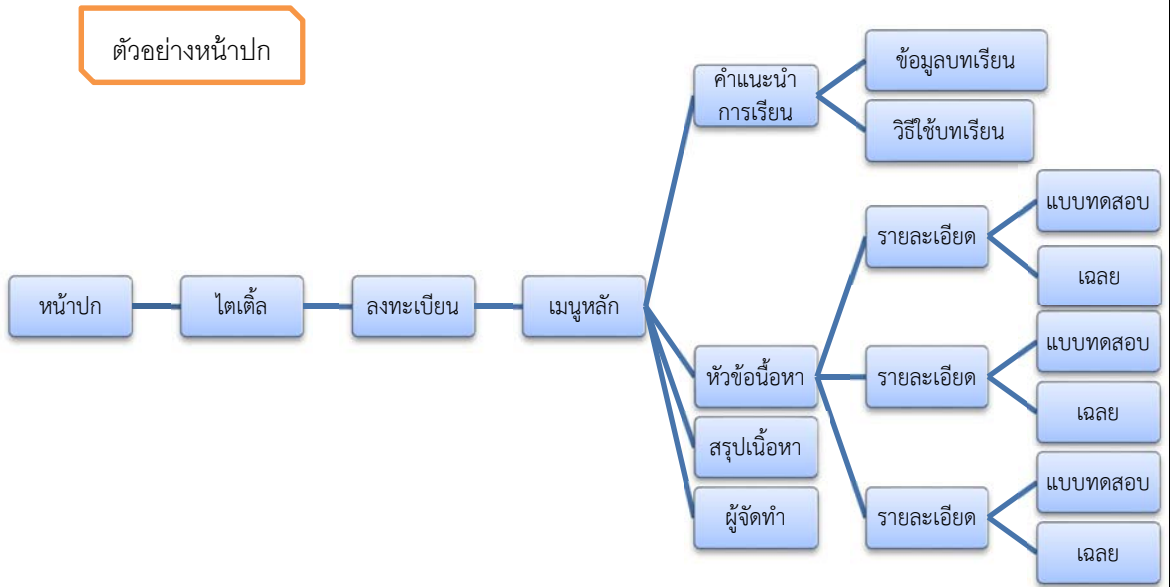 ตัวอย่างหน้าปก
หน้าปก
ไตเติ้ล
ลงทะเบียน
เมนูหลัก
คำแนะนำ
การเรียน
ข้อมูลบทเรียน
วิธีใช้บทเรียน
หัวข้อนื้อหา
รายละเอียด
แบบทดสอบ
เฉลย
รายละเอียด
แบบทดสอบ
เฉลย
รายละเอียด
แบบทดสอบ
เฉลย
สรุปเนิ้อหา
ผู้จัดทำ